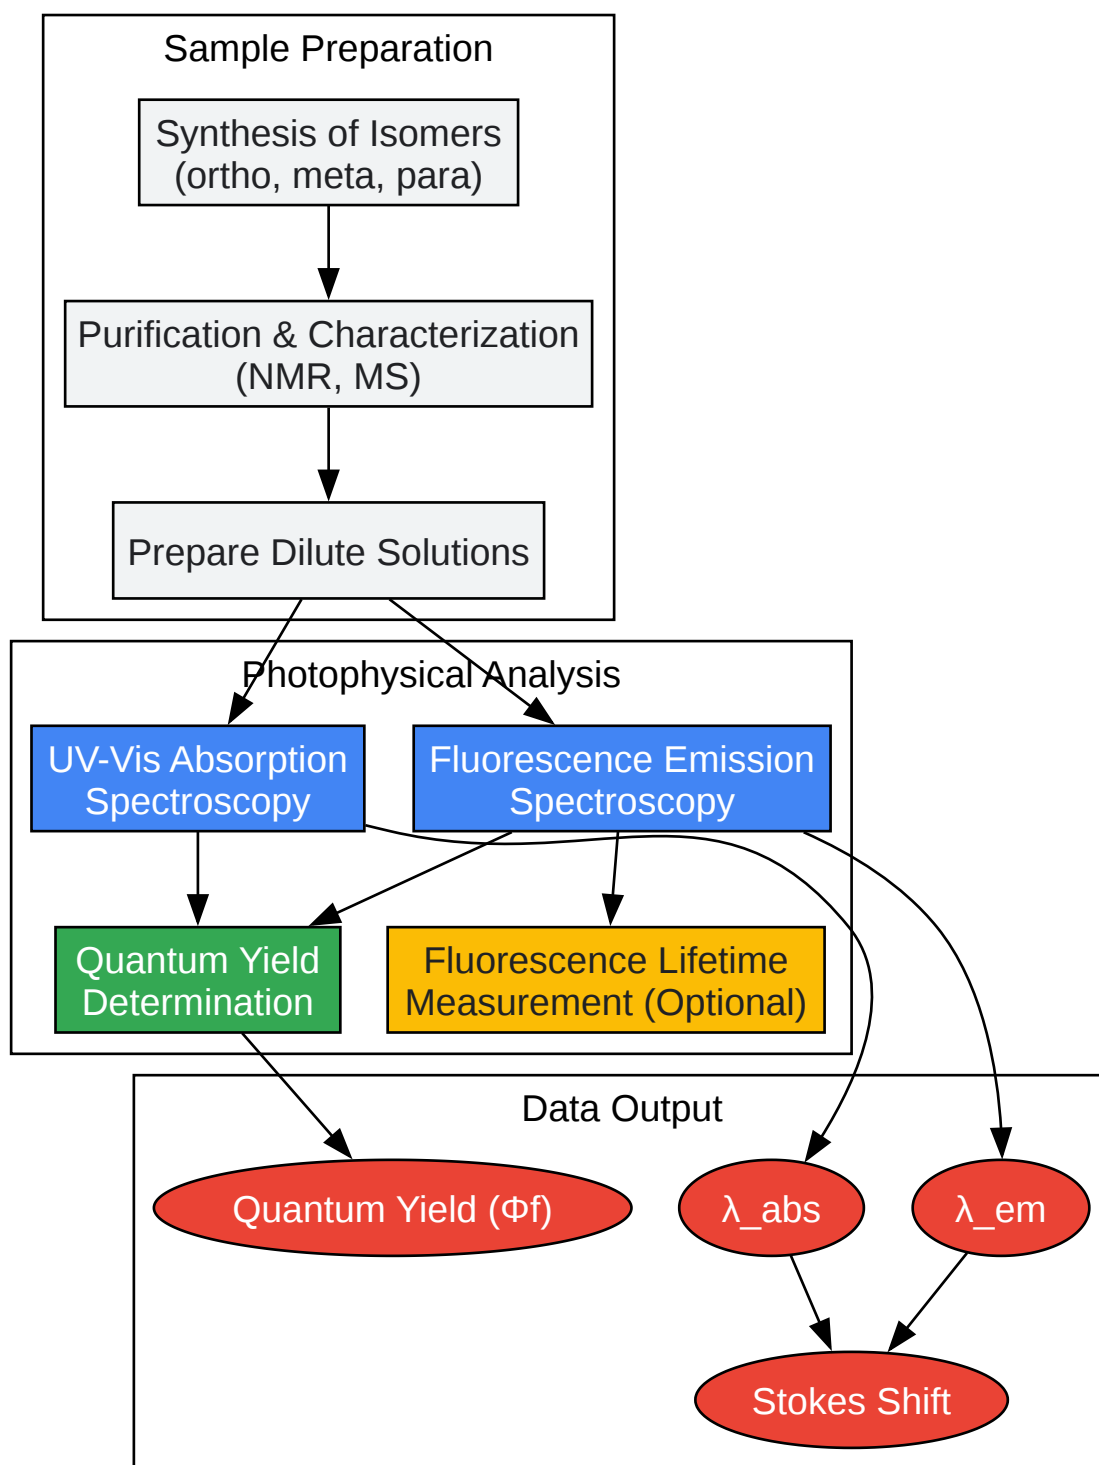 Sample Preparation
Synthesis of Isomers
(ortho, meta, para)
Purification & Characterization
(NMR, MS)
Prepare Dilute Solutions
Photophysical Analysis
UV-Vis Absorption
Spectroscopy
Fluorescence Emission
Spectroscopy
Quantum Yield
Determination
Fluorescence Lifetime
Measurement (Optional)
Data Output
Quantum Yield (Φf)
λ_abs
λ_em
Stokes Shift